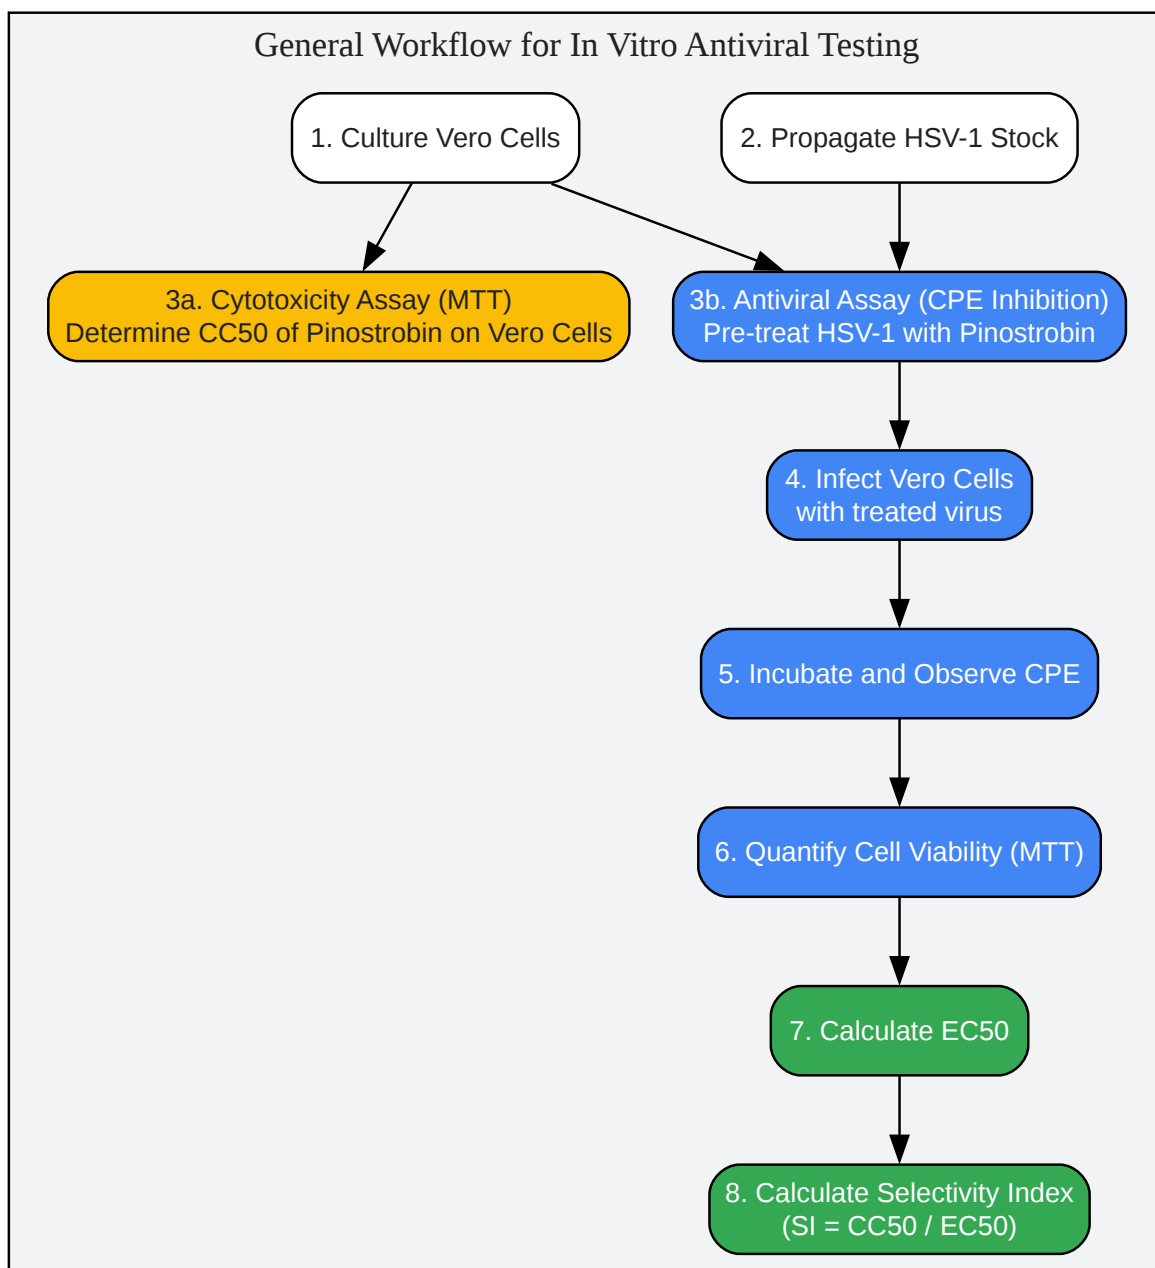 General Workflow for In Vitro Antiviral Testing
1. Culture Vero Cells
2. Propagate HSV-1 Stock
3a. Cytotoxicity Assay (MTT)
Determine CC50 of Pinostrobin on Vero Cells
3b. Antiviral Assay (CPE Inhibition)
Pre-treat HSV-1 with Pinostrobin
4. Infect Vero Cells
with treated virus
5. Incubate and Observe CPE
6. Quantify Cell Viability (MTT)
7. Calculate EC50
8. Calculate Selectivity Index
(SI = CC50 / EC50)